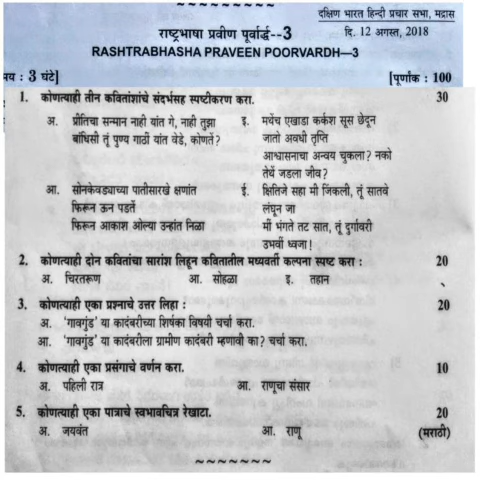 दक्षिण भारत हिन्दी प्रचार सभा, मद्रास
राष्ट्रभाषा प्रवीण पूर्वार्द्ध--3 दि. 12 अगस्त, 2018
RASHTRABHASHA PRAVEEN POORVARDH—3
मय : 3 घंटे] [पूर्णांक : 100
1. कोणत्याही तीन कवितांशांचे संदर्भसह स्पष्टीकरण करा. 30
अ. प्रीतिचा सन्मान नाही यांत गे, नाही तुझा इ. मयेच एखाडा कर्कश सूस छेदून
बांधिसी तूं पुण्य गाठीं यांत वेडे, कोणतें? जातो अवधी तृप्ति
आश्वासनाचा अन्वय चुकला? नको
तेथें जडला जीव?
आ. सोनकेवड्याच्या पातीसारखे क्षणांत ई. क्षितिजे सहा मी जिंकली, तूं सातवे
फिरून ऊन पडतें लंघून जा
फिरून आकाश ओल्या उन्हांत निळा मीं भंगते तट सात, तूं दुर्गावरी
उभवीं ध्वजा !
2. कोणत्याही दोन कवितांचा सारांश लिहून कवितातील मध्यवर्ती कल्पना स्पष्ट करा : 20
अ. चिरतरूण आ. सोहळा इ. तहान
3. कोणत्याही एका प्रश्नाचे उत्तर लिहा : 20
अ. 'गावगुंड' या कादंबरीच्या शिर्षका विषयी चर्चा करा.
आ. 'गावगुंड' या कादंबरीला ग्रामीण कादंबरी म्हणावी का? चर्चा करा.
4. कोणत्याही एका प्रसंगाचे वर्णन करा. 10
अ. पहिली रात्र आ. राणूचा संसार
5. कोणत्याही एका पात्राचे स्वभावचित्र रेखाटा. 20
अ. जयवंत आ. राणू (मराठी)